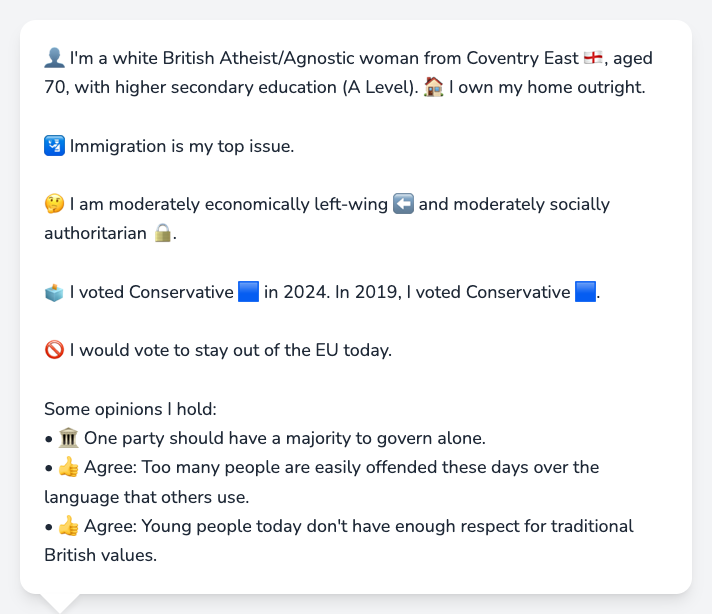 👤 I'm a white British Atheist/Agnostic woman from Coventry East 🏴󠁧󠁢󠁥󠁮󠁧󠁿, aged
70, with higher secondary education (A Level). 🏠 I own my home outright.
🛂 Immigration is my top issue.
🤔 I am moderately economically left-wing ⬅️ and moderately socially
authoritarian 🔒.
🗳️ I voted Conservative 🟦 in 2024. In 2019, I voted Conservative 🟦.
🚫 I would vote to stay out of the EU today.
Some opinions I hold:
• 🏛️ One party should have a majority to govern alone.
• 👍 Agree: Too many people are easily offended these days over the
language that others use.
• 👍 Agree: Young people today don't have enough respect for traditional
British values.